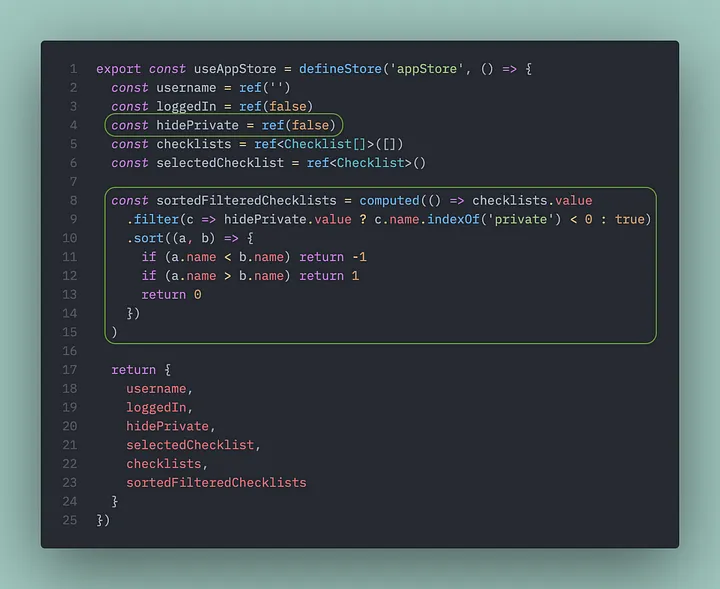 1 export const useAppStore = defineStore('appStore', () => {
2 const username = ref('')
3 const loggedIn = ref(false)
4 const hidePrivate = ref(false)
5 const checklists = ref<Checklist[]>([])
6 const selectedChecklist = ref<Checklist>()
7
8 const sortedFilteredChecklists = computed(() => checklists.value
9 .filter(c => hidePrivate.value ? c.name.indexOf('private') < 0 : true)
10 .sort((a, b) => {
11 if (a.name < b.name) return -1
12 if (a.name > b.name) return 1
13 return 0
14 })
15 )
16
17 return {
18 username,
19 loggedIn,
20 hidePrivate,
21 selectedChecklist,
22 checklists,
23 sortedFilteredChecklists
24 }
25 })